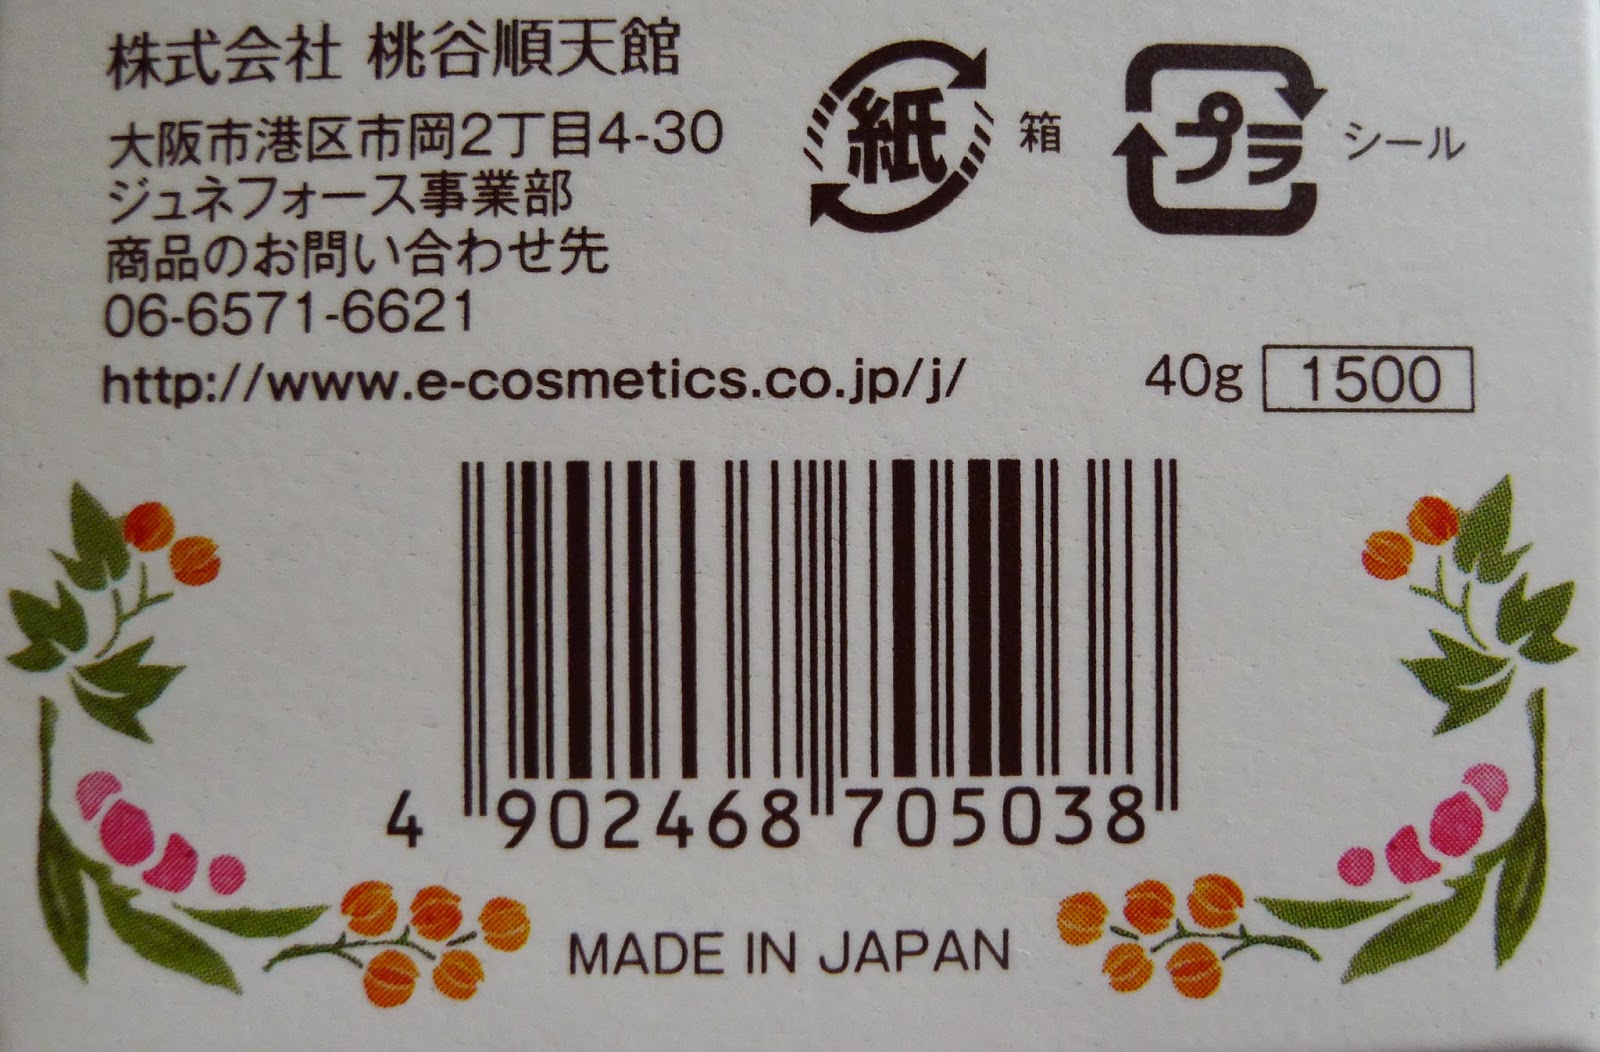 株式会社 桃谷順天館
大阪市港区市岡2丁目4-30
ジュネフォース事業部
商品のお問い合わせ先
06-6571-6621
http://www.e-cosmetics.co.jp/j/
紙 箱
プラ シール
40g 1500
4 902468 705038
MADE IN JAPAN